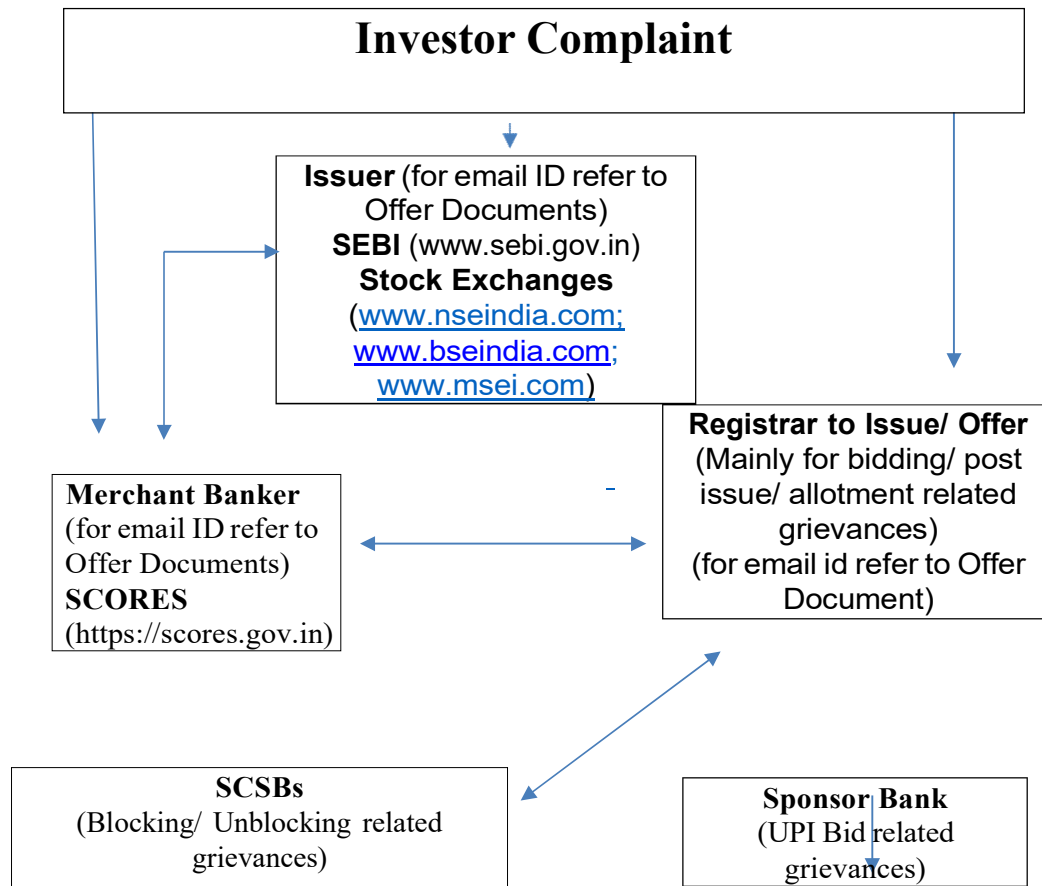 Investor Complaint
Issuer (for email ID refer to
Offer Documents)
SEBI (www.sebi.gov.in)
Stock Exchanges
(www.nseindia.com;
www.bseindia.com;
www.msei.com)
Registrar to Issue/ Offer
(Mainly for bidding/ post
issue/ allotment related
grievances)
(for email id refer to Offer
Document)
Merchant Banker
(for email ID refer to
Offer Documents)
SCORES
(https://scores.gov.in)
SCSBs
(Blocking/ Unblocking related
grievances)
Sponsor Bank
(UPI Bid related
grievances)